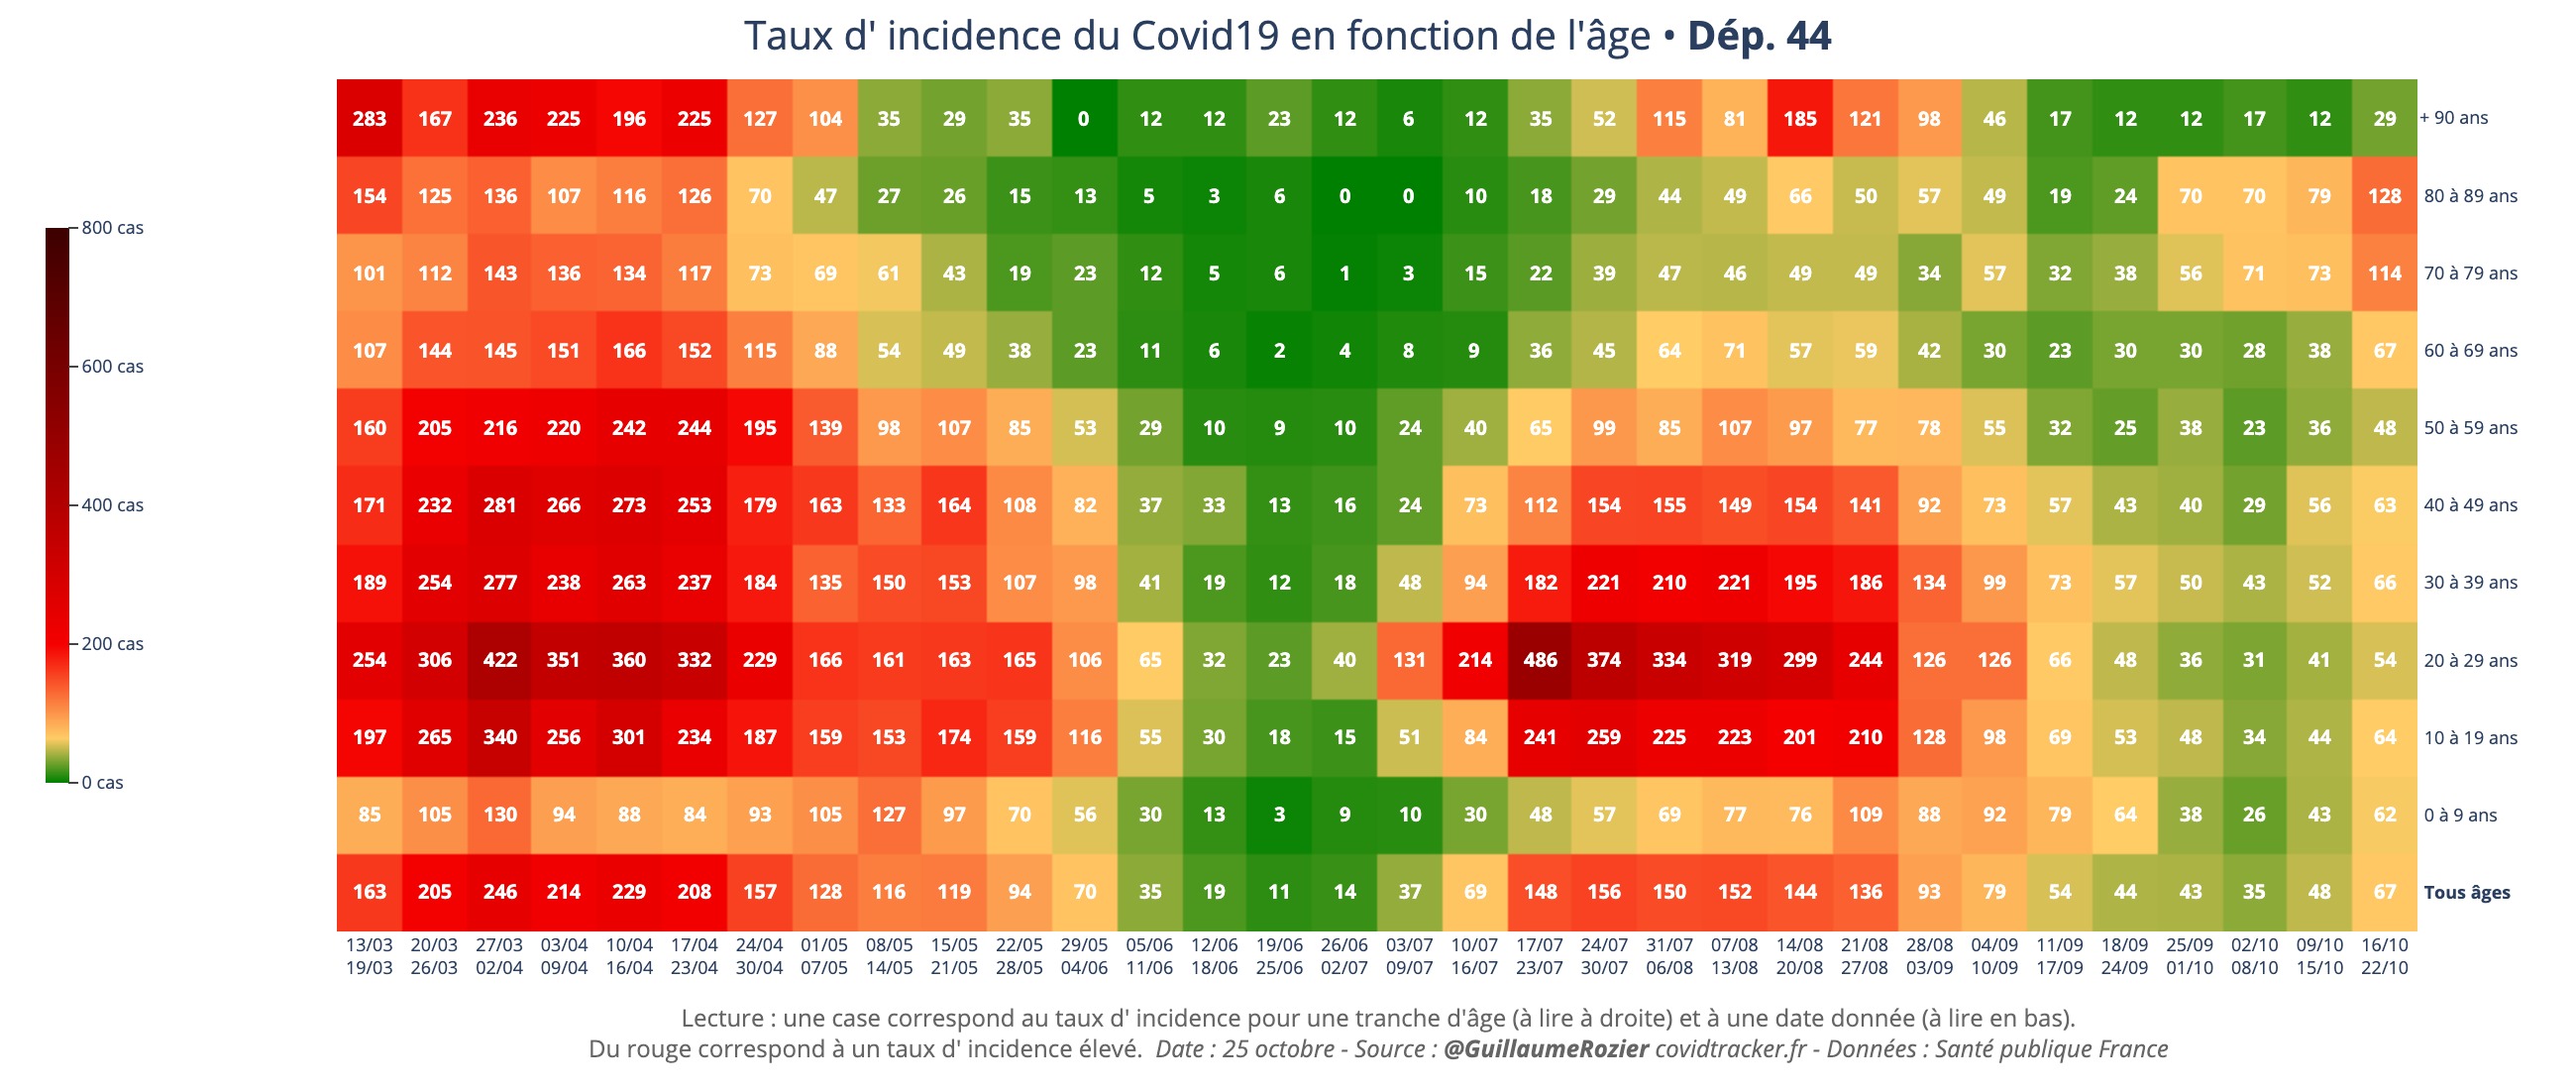 Taux d' incidence du Covid19 en fonction de l'âge • Dép. 44
800 cas
600 cas
400 cas
200 cas
0 cas
283 167 236 225 196 225 127 104 35 29 35 0 12 12 23 12 6 12 35 52 115 81 185 121 98 46 17 12 12 17 12 29 + 90 ans
154 125 136 107 116 126 70 47 27 26 15 13 5 3 6 0 0 10 18 29 44 49 66 50 57 49 19 24 70 70 79 128 80 à 89 ans
101 112 143 136 134 117 73 69 61 43 19 23 12 5 6 1 3 15 22 39 47 46 49 49 34 57 32 38 56 71 73 114 70 à 79 ans
107 144 145 151 166 152 115 88 54 49 38 23 11 6 2 4 8 9 36 45 64 71 57 59 42 30 23 30 30 28 38 67 60 à 69 ans
160 205 216 220 242 244 195 139 98 107 85 53 29 10 9 10 24 40 65 99 85 107 97 77 78 55 32 25 38 23 36 48 50 à 59 ans
171 232 281 266 273 253 179 163 133 164 108 82 37 33 13 16 24 73 112 154 155 149 154 141 92 73 57 43 40 29 56 63 40 à 49 ans
189 254 277 238 263 237 184 135 150 153 107 98 41 19 12 18 48 94 182 221 210 221 195 186 134 99 73 57 50 43 52 66 30 à 39 ans
254 306 422 351 360 332 229 166 161 163 165 106 65 32 23 40 131 214 486 374 334 319 299 244 126 126 66 48 36 31 41 54 20 à 29 ans
197 265 340 256 301 234 187 159 153 174 159 116 55 30 18 15 51 84 241 259 225 223 201 210 128 98 69 53 48 34 44 64 10 à 19 ans
85 105 130 94 88 84 93 105 127 97 70 56 30 13 3 9 10 30 48 57 69 77 76 109 88 92 79 64 38 26 43 62 0 à 9 ans
163 205 246 214 229 208 157 128 116 119 94 70 35 19 11 14 37 69 148 156 150 152 144 136 93 79 54 44 43 35 48 67 Tous âges
13/03 20/03 27/03 03/04 10/04 17/04 24/04 01/05 08/05 15/05 22/05 29/05 05/06 12/06 19/06 26/06 03/07 10/07 17/07 24/07 31/07 07/08 14/08 21/08 28/08 04/09 11/09 18/09 25/09 02/10 09/10 16/10
19/03 26/03 02/04 09/04 16/04 23/04 30/04 07/05 14/05 21/05 28/05 04/06 11/06 18/06 25/06 02/07 09/07 16/07 23/07 30/07 06/08 13/08 20/08 27/08 03/09 10/09 17/09 24/09 01/10 08/10 15/10 22/10
Lecture : une case correspond au taux d' incidence pour une tranche d'âge (à lire à droite) et à une date donnée (à lire en bas).
Du rouge correspond à un taux d' incidence élevé. Date : 25 octobre - Source : @GuillaumeRozier covidtracker.fr - Données : Santé publique France